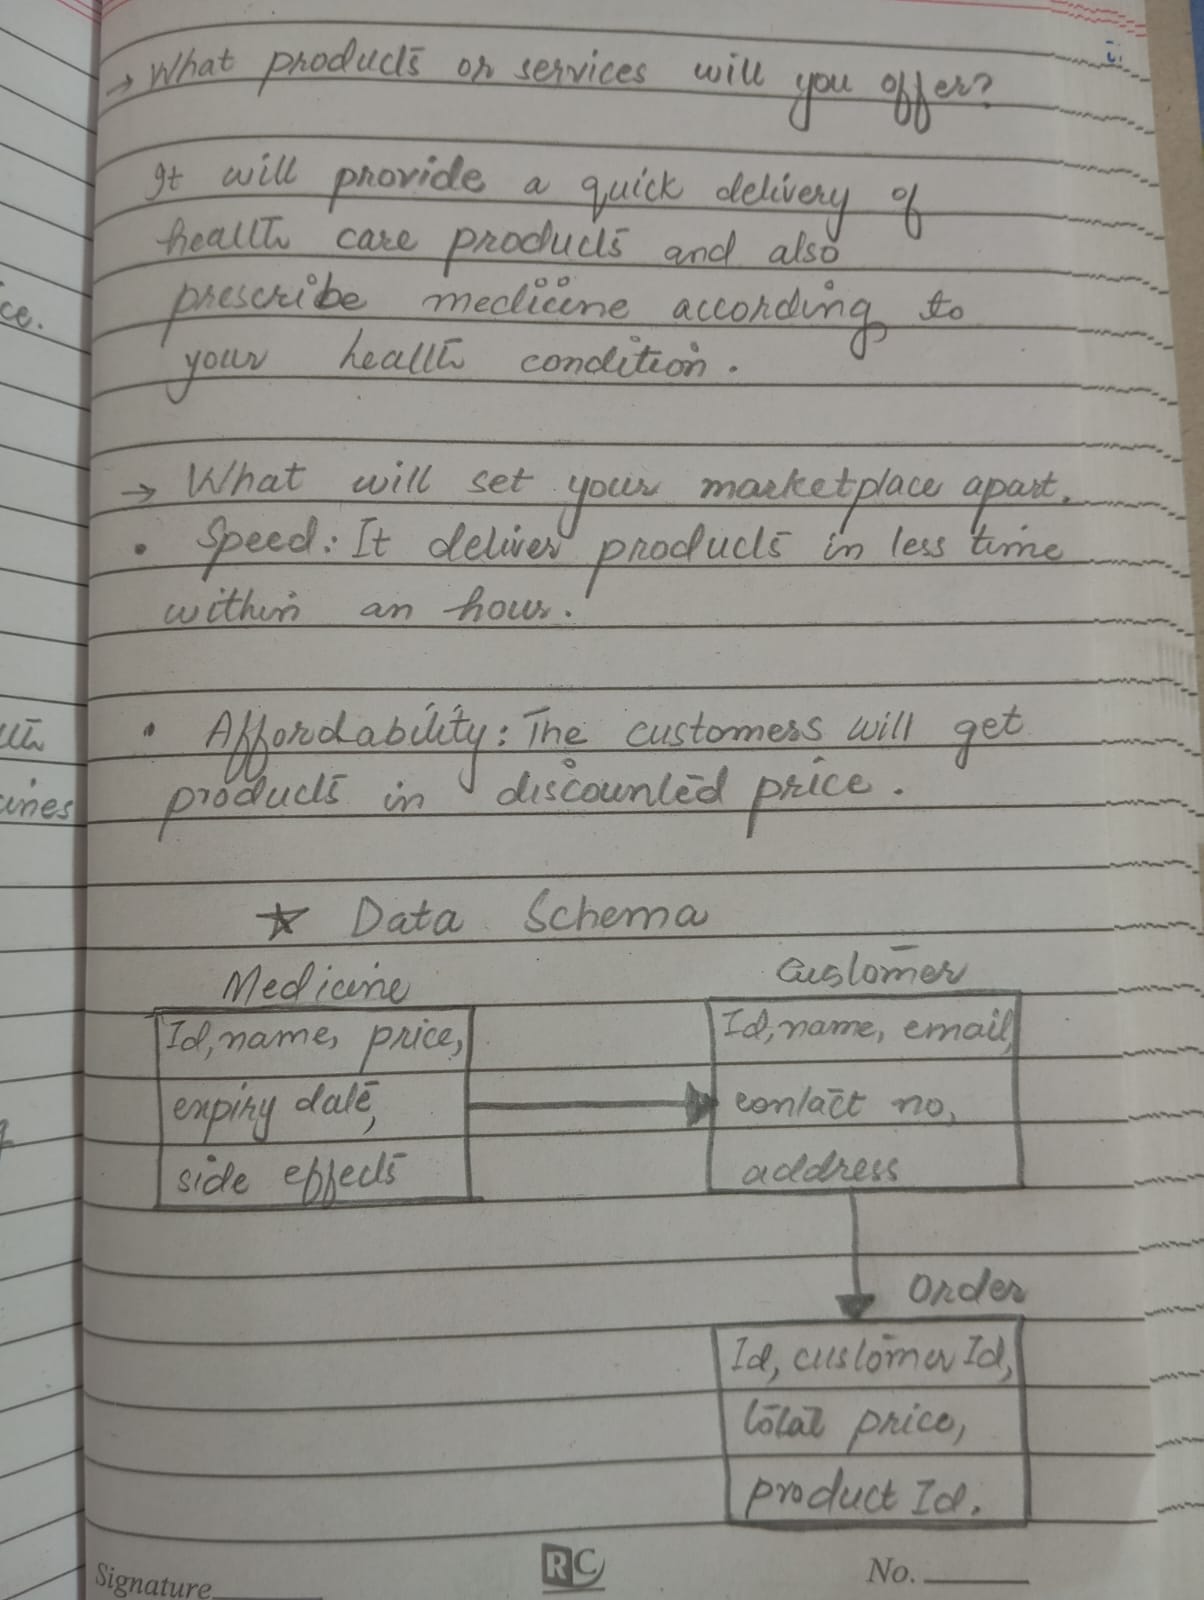 → What products or services will you offer?
It will provide a quick delivery of
health care products and also
prescribe medicine according to
your health condition.
→ What will set your marketplace apart.
• Speed: It deliver products in less time
within an hour.
• Affordability: The customers will get
products in discounted price.
☆ Data Schema
Medicine
Id, name, price,
expiry date,
side effects
Customer
Id, name, email,
contact no,
address
Order
Id, customer Id,
total price,
product Id.
Signature
RC
No.
ce.
ines